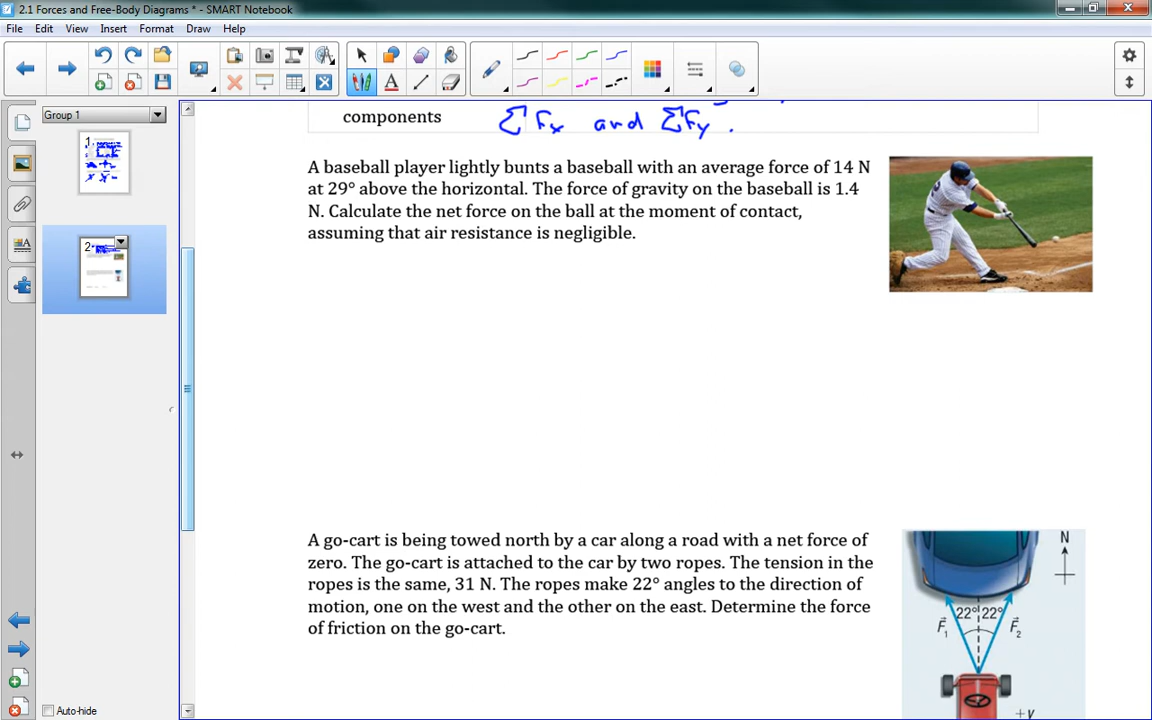 2.1 Forces and Free-Body Diagrams * - SMART Notebook
File Edit View Insert Format Draw Help
Group 1
1
2
components
ΣFx and ΣFy.
A baseball player lightly bunts a baseball with an average force of 14 N
at 29° above the horizontal. The force of gravity on the baseball is 1.4
N. Calculate the net force on the ball at the moment of contact,
assuming that air resistance is negligible.
A go-cart is being towed north by a car along a road with a net force of
zero. The go-cart is attached to the car by two ropes. The tension in the
ropes is the same, 31 N. The ropes make 22° angles to the direction of
motion, one on the west and the other on the east. Determine the force
of friction on the go-cart.
N
22° 22°
F₁ F₂
+y
Auto-hide